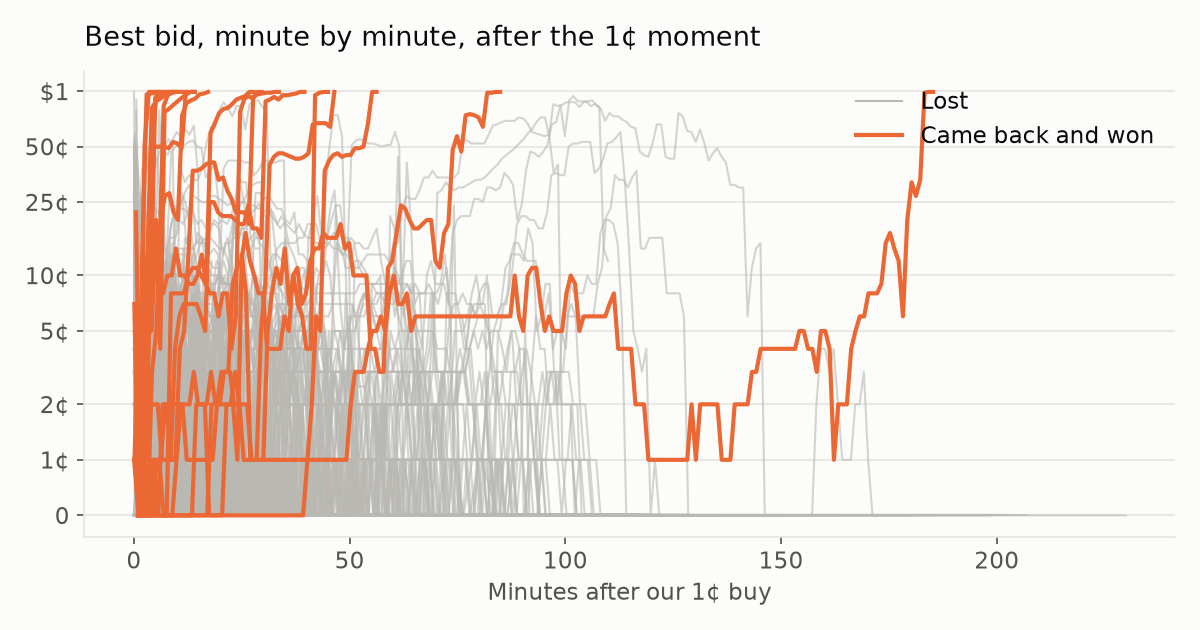 Best bid, minute by minute, after the 1¢ moment
$1
50¢
25¢
10¢
5¢
2¢
1¢
0
Lost
Came back and won
0 50 100 150 200
Minutes after our 1¢ buy